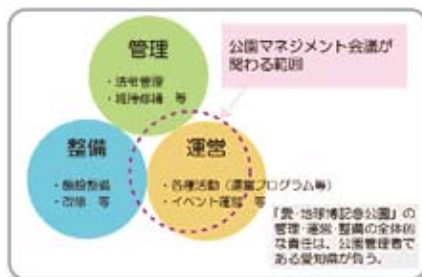 管理
・法令管理
・維持修繕 等
公園マネジメント会議が
関わる範囲
整備
・施設整備
・改修 等
運営
・各種活動（運営プログラム等）
・イベント運営 等
「愛・地球博記念公園」の
管理・運営・整備の全体的
な責任は、公園管理者で
ある愛知県が負う。